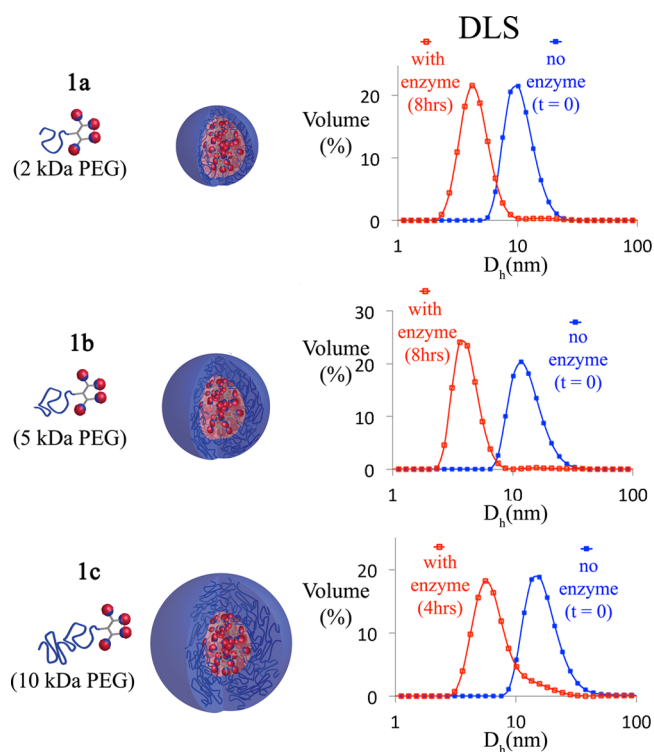 DLS
1a
(2 kDa PEG)
Volume
(%)
with
enzyme
(8hrs)
no
enzyme
(t = 0)
20
10
0
1
10
100
Dh(nm)
1b
(5 kDa PEG)
Volume
(%)
with
enzyme
(8hrs)
no
enzyme
(t = 0)
30
20
10
0
1
10
100
Dh(nm)
1c
(10 kDa PEG)
Volume
(%)
with
enzyme
(4hrs)
no
enzyme
(t = 0)
20
10
0
1
10
100
Dh(nm)